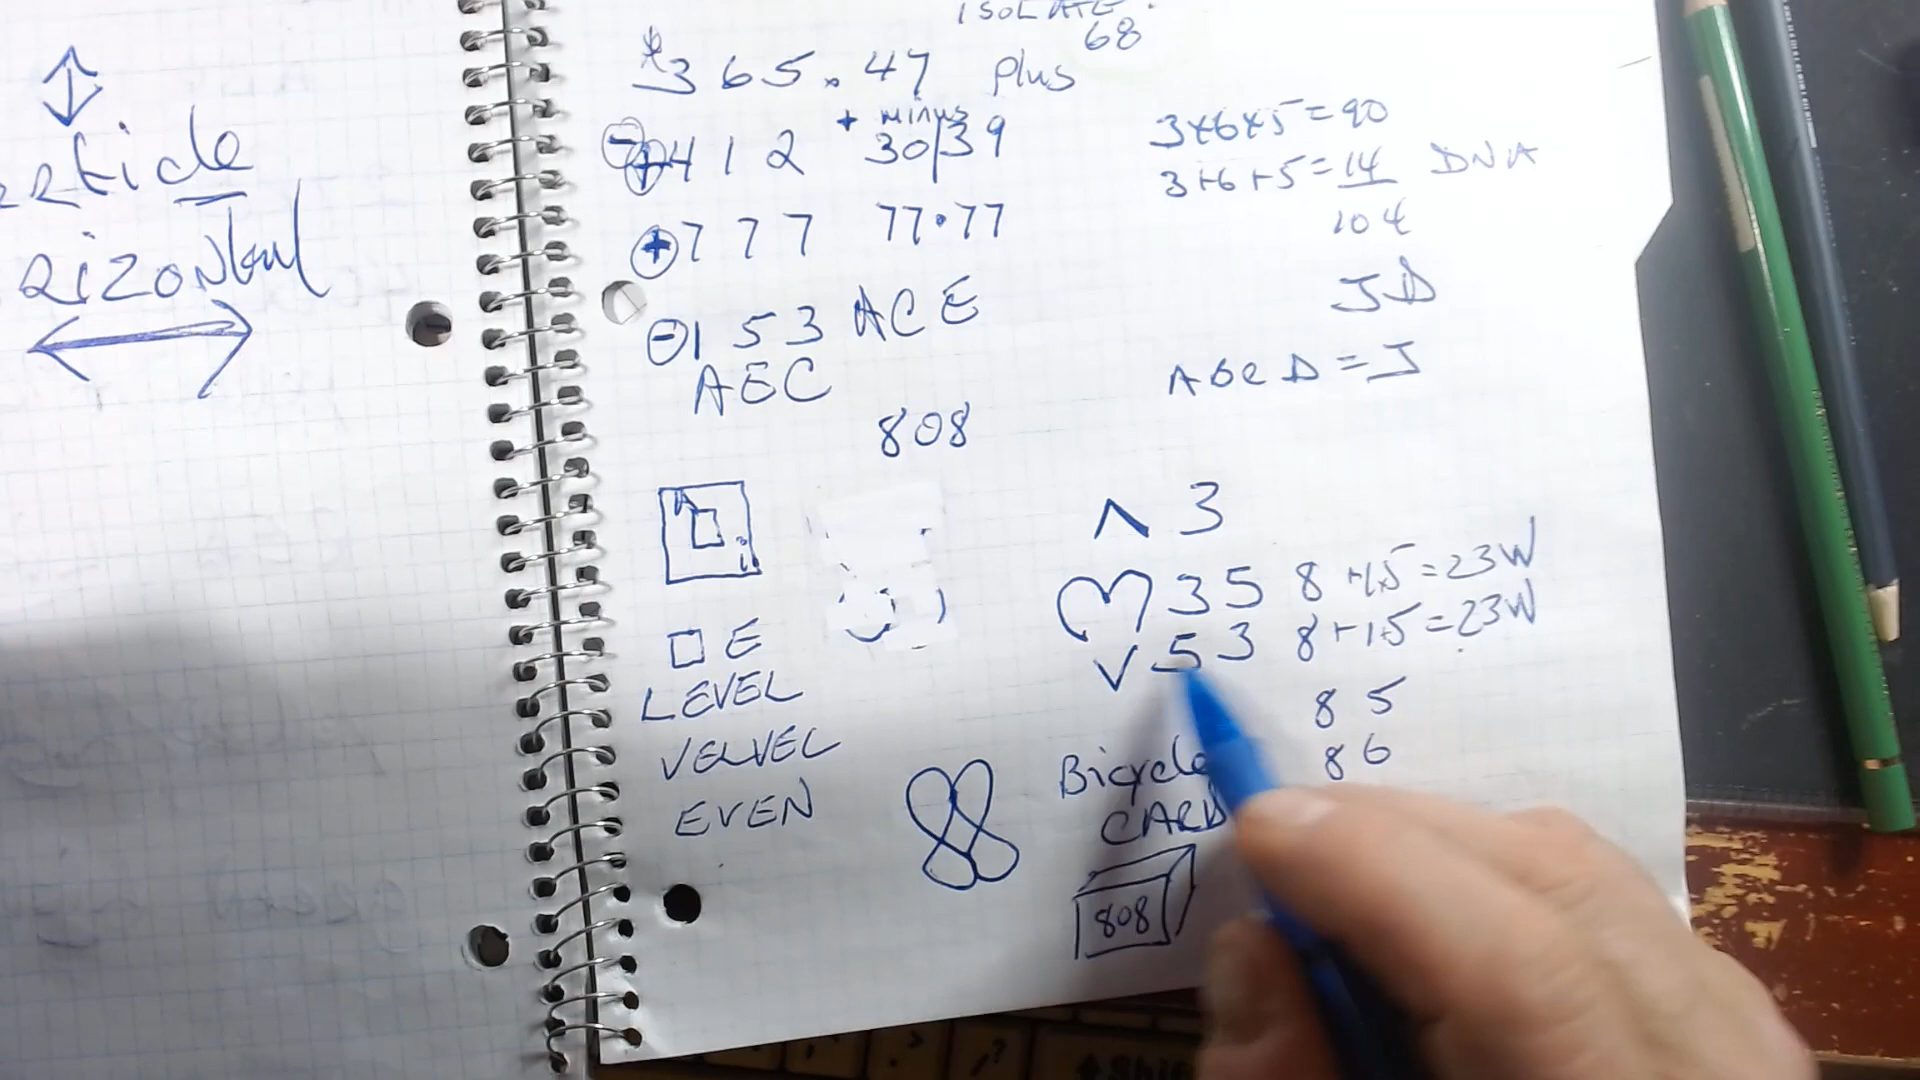 ISOLATE.
68
365.47 plus
+ minus
412 30/39
+777 77.77
-153 ACE
AEC
808
3x6x5=90
3+6+5=14 DNA
104
JD
ABCD=J
A
LEVEL
VELVEL
EVEN
E
^ 3
35 8+15=23W
V 53 8+15=23W
85
86
Bicycle
CARD
808
RIZONtal
Shift